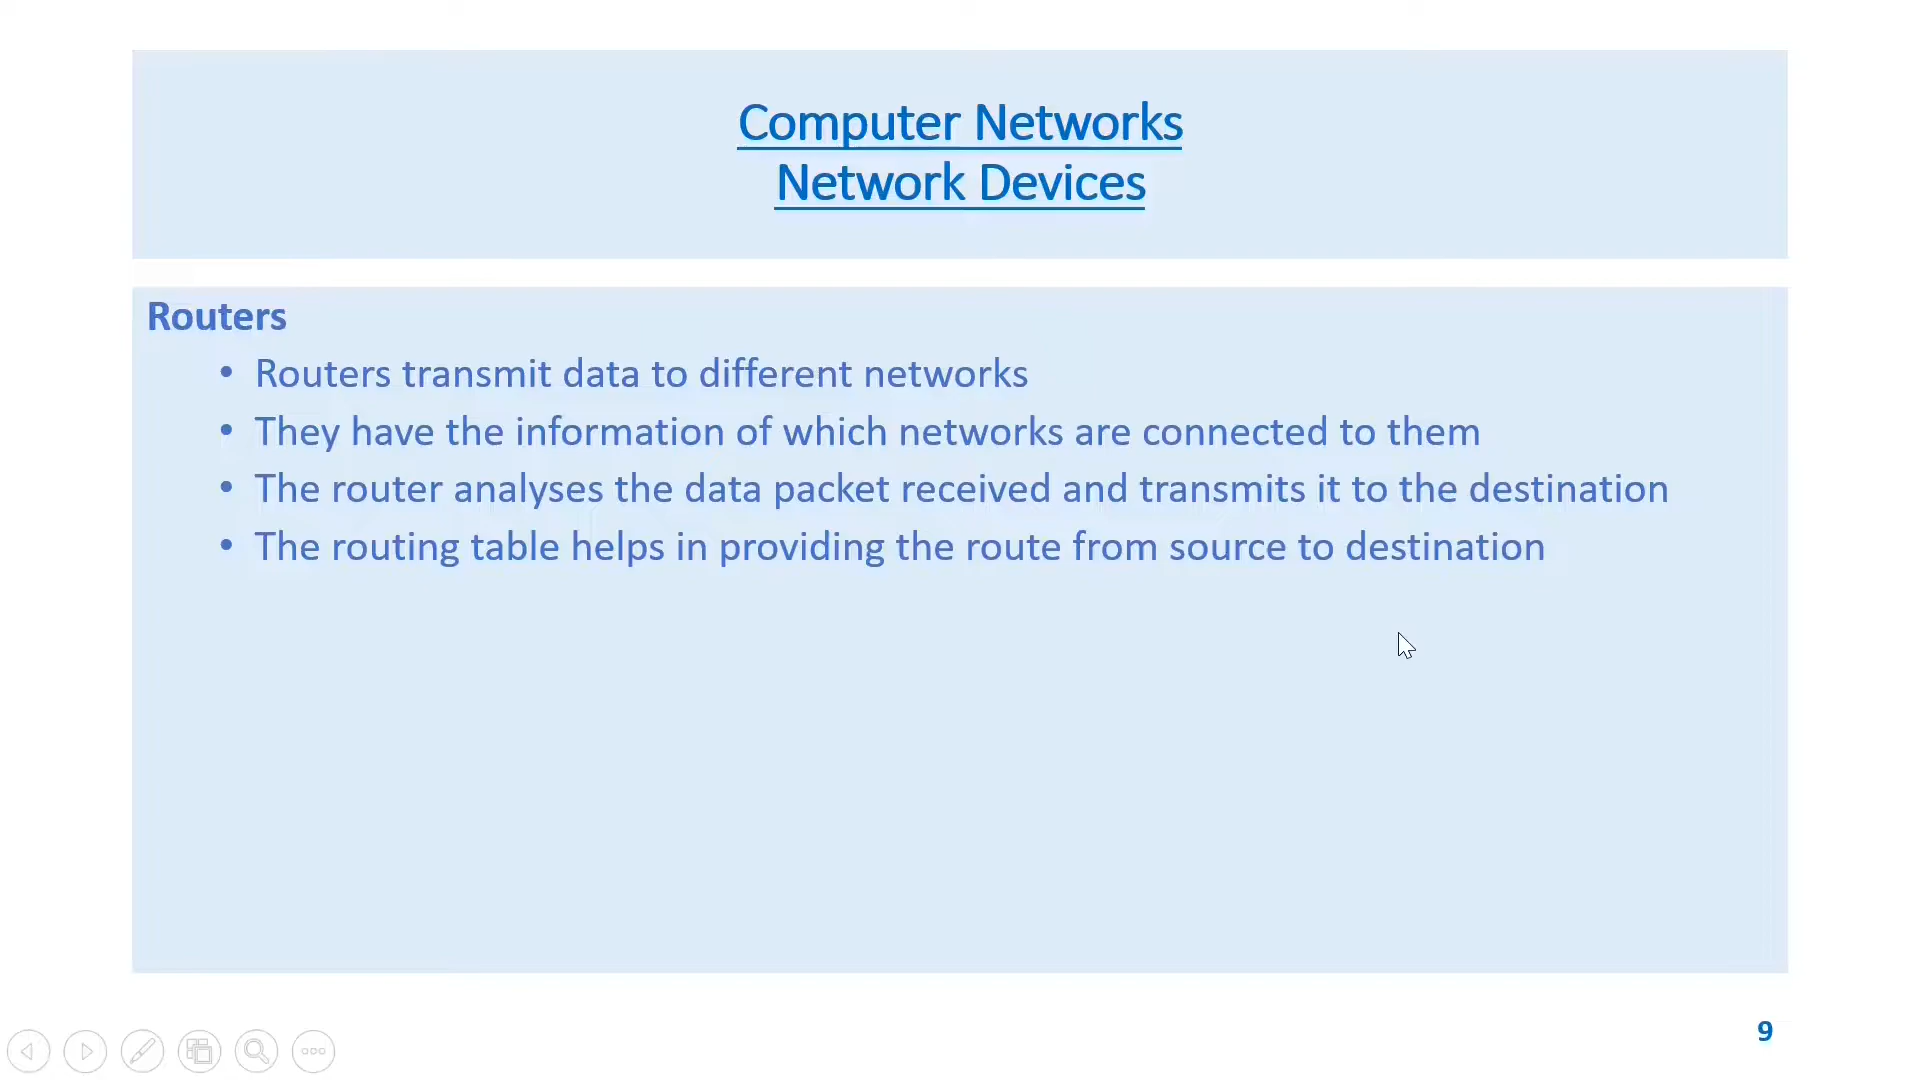 Computer Networks
Network Devices
Routers
• Routers transmit data to different networks
• They have the information of which networks are connected to them
• The router analyses the data packet received and transmits it to the destination
• The routing table helps in providing the route from source to destination
9